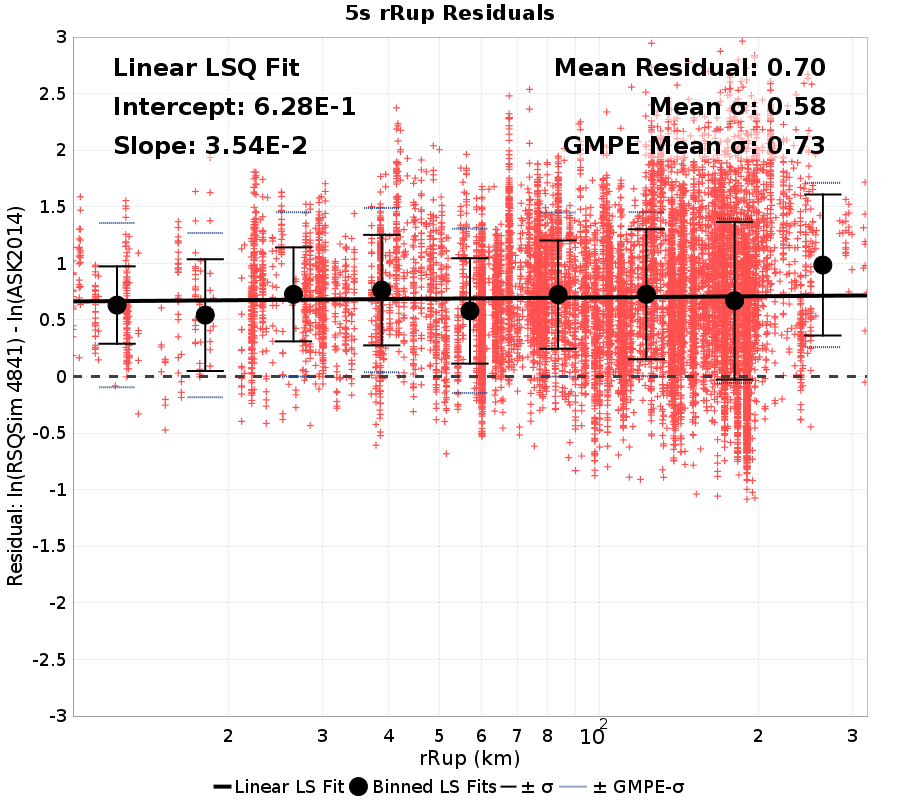 5s rRup Residuals
Linear LSQ Fit
Intercept: 6.28E-1
Slope: 3.54E-2
Mean Residual: 0.70
Mean σ: 0.58
GMPE Mean σ: 0.73
Residual: ln(RSQSim 4841) - ln(ASK2014)
3
2.5
2
1.5
1
0.5
0
-0.5
-1
-1.5
-2
-2.5
-3
2 3 4 5 6 7 8 10² 2 3
rRup (km)
Linear LS Fit Binned LS Fits ± σ ± GMPE-σ